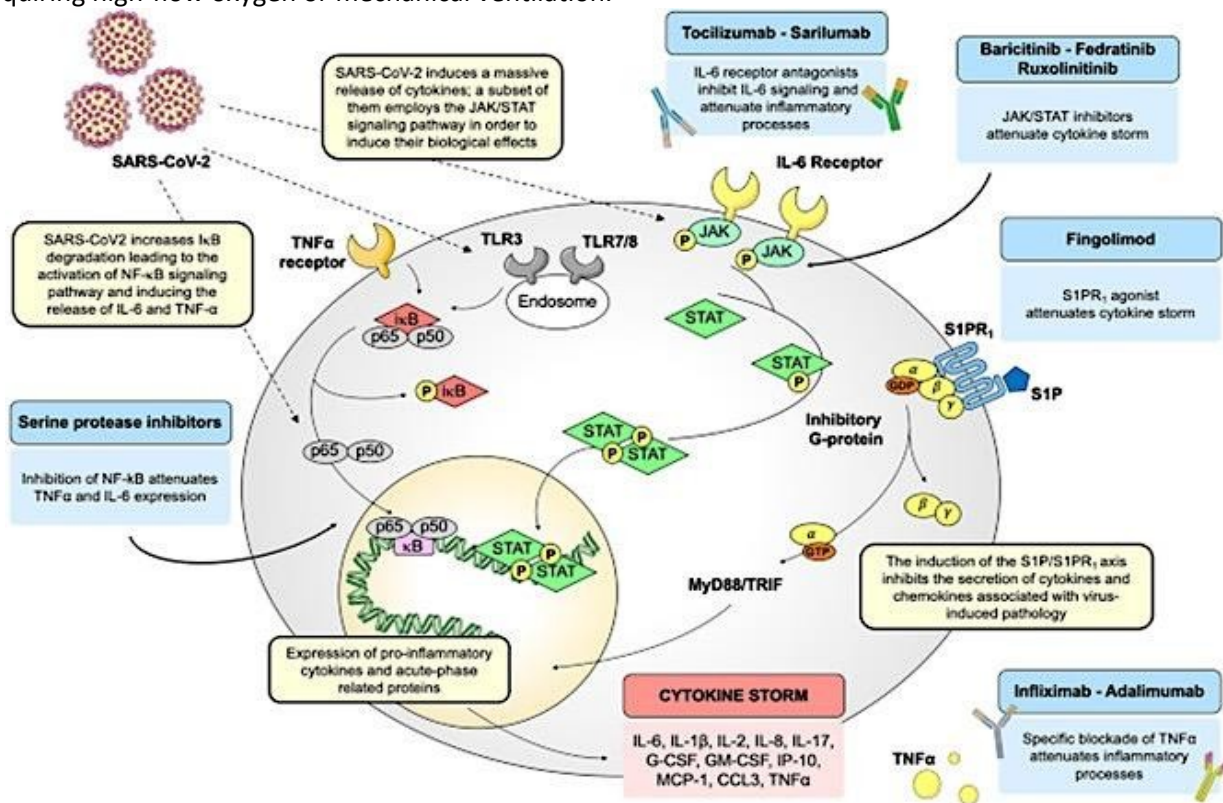 quiring high-flow oxygen or mechanical ventilation.
SARS-CoV-2
SARS-CoV-2 induces a massive
release of cytokines; a subset
of them employs the JAK/STAT
signaling pathway in order to
induce their biological effects
Tocilizumab - Sarilumab
IL-6 receptor antagonists
inhibit IL-6 signaling and
attenuate inflammatory
processes
Baricitinib - Fedratinib
Ruxolinitinib
JAK/STAT inhibitors
attenuate cytokine storm
IL-6 Receptor
P
JAK
P
JAK
SARS-CoV2 increases IκB
degradation leading to the
activation of NF-κB signaling
pathway and inducing the
release of IL-6 and TNF-α
TNFα
receptor
TLR3
TLR7/8
Endosome
iκB
p65 p50
P iκB
p65 p50
STAT
STAT
P
STAT P
P STAT
Fingolimod
S1PR₁ agonist
attenuates cytokine storm
S1PR₁
S1P
α
GDP
β
γ
Inhibitory
G-protein
β γ
α
GTP
MyD88/TRIF
Serine protease inhibitors
Inhibition of NF-kB attenuates
TNFα and IL-6 expression
p65 p50
κB
STAT P
P STAT
The induction of the S1P/S1PR₁ axis
inhibits the secretion of cytokines and
chemokines associated with virus-
induced pathology
Expression of pro-inflammatory
cytokines and acute-phase
related proteins
CYTOKINE STORM
IL-6, IL-1β, IL-2, IL-8, IL-17,
G-CSF, GM-CSF, IP-10,
MCP-1, CCL3, TNFα
TNFα
Infliximab - Adalimumab
Specific blockade of TNFα
attenuates inflammatory
processes